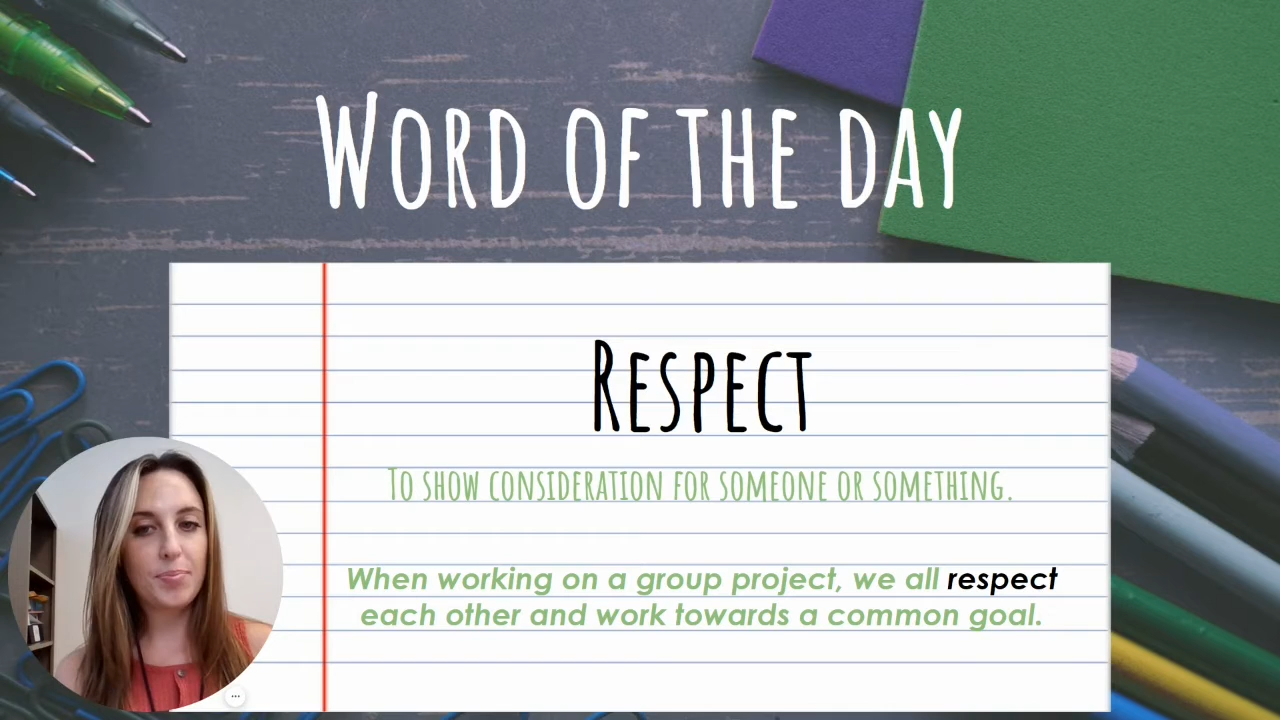 Word of the day
Respect
To show consideration for someone or something.
When working on a group project, we all respect
each other and work towards a common goal.